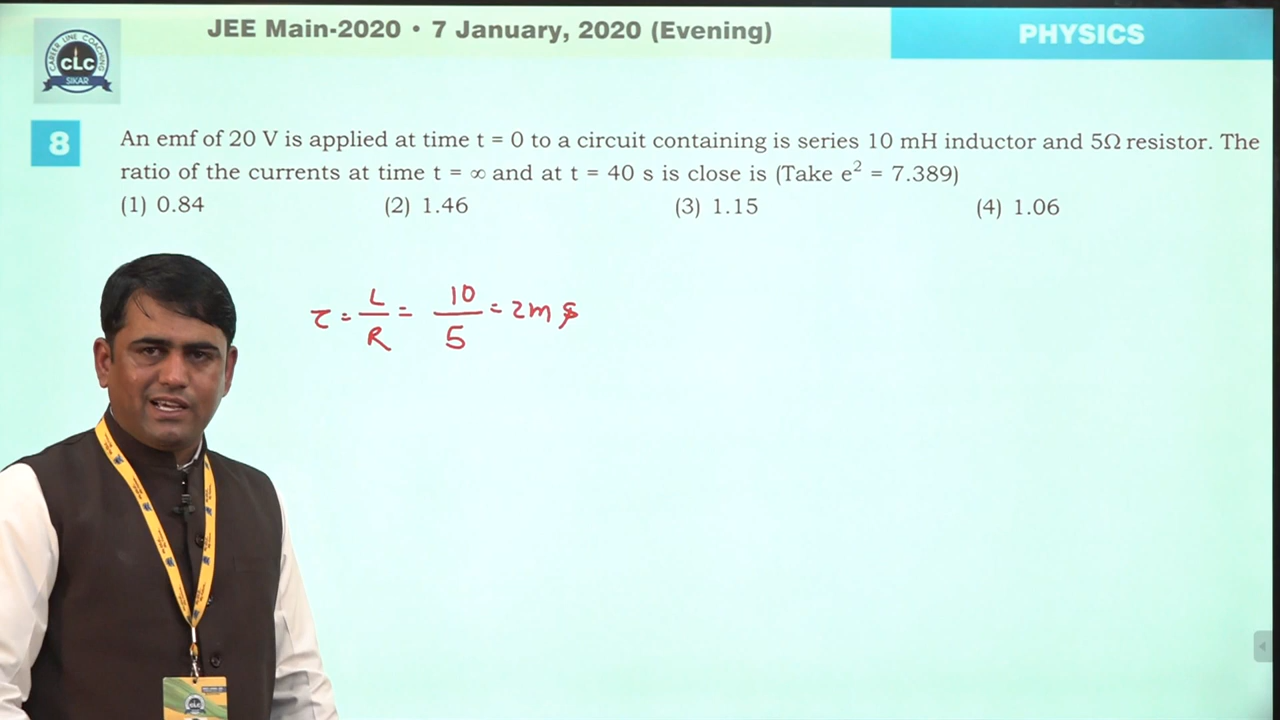 JEE Main-2020 • 7 January, 2020 (Evening)
PHYSICS
CAREER LINE COACHING
CLC
SIKAR
8
An emf of 20 V is applied at time t = 0 to a circuit containing is series 10 mH inductor and 5Ω resistor. The
ratio of the currents at time t = ∞ and at t = 40 s is close is (Take e² = 7.389)
(1) 0.84 (2) 1.46 (3) 1.15 (4) 1.06
τ = L/R = 10/5 = 2m s
CLC